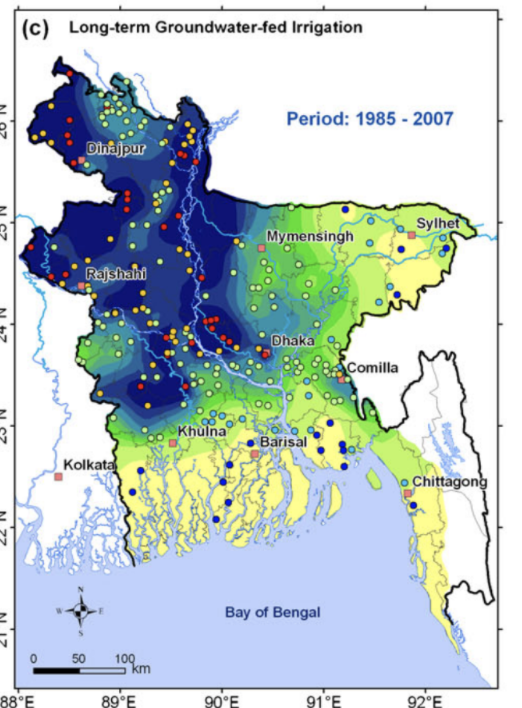 (c) Long-term Groundwater-fed Irrigation
Period: 1985 - 2007
26
Dinajpur
25
Sylhet
Mymensingh
Rajshahi
24
Dhaka
Comilla
23
Khulna
Barisal
Kolkata
Chittagong
22
N
W E
S
Bay of Bengal
21
0 50 100
km
88°E 89°E 90°E 91°E 92°E